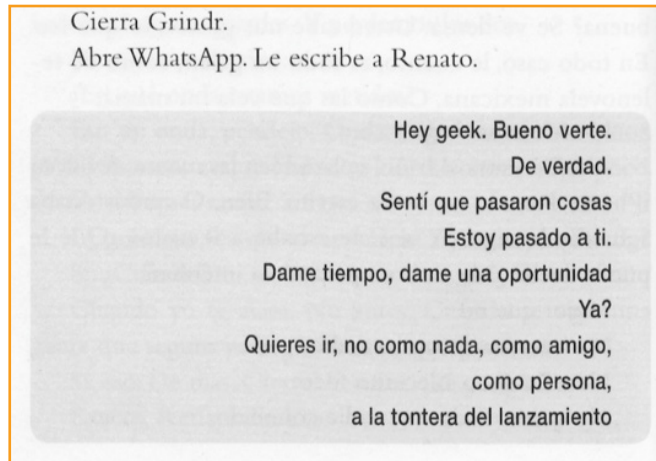 Cierra Grindr.
Abre WhatsApp. Le escribe a Renato.
Hey geek. Bueno verte.
De verdad.
Sentí que pasaron cosas
Estoy pasado a ti.
Dame tiempo, dame una oportunidad
Ya?
Quieres ir, no como nada, como amigo,
como persona,
a la tontera del lanzamiento